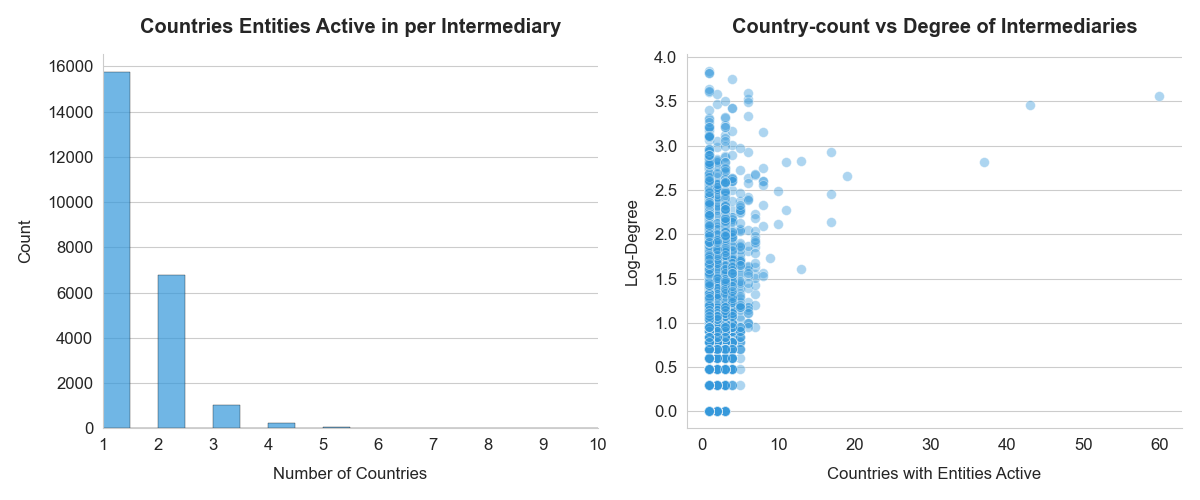 Countries Entities Active in per Intermediary
16000
14000
12000
10000
8000
6000
4000
2000
0
Count
1 2 3 4 5 6 7 8 9 10
Number of Countries
Country-count vs Degree of Intermediaries
4.0
3.5
3.0
2.5
2.0
1.5
1.0
0.5
0.0
Log-Degree
0 10 20 30 40 50 60
Countries with Entities Active